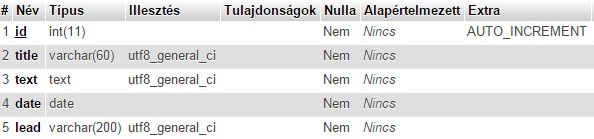 # Név Típus Illesztés Tulajdonságok Nulla Alapértelmezett Extra
1 id int(11) Nem Nincs AUTO_INCREMENT
2 title varchar(60) utf8_general_ci Nem Nincs
3 text text utf8_general_ci Nem Nincs
4 date date Nem Nincs
5 lead varchar(200) utf8_general_ci Nem Nincs